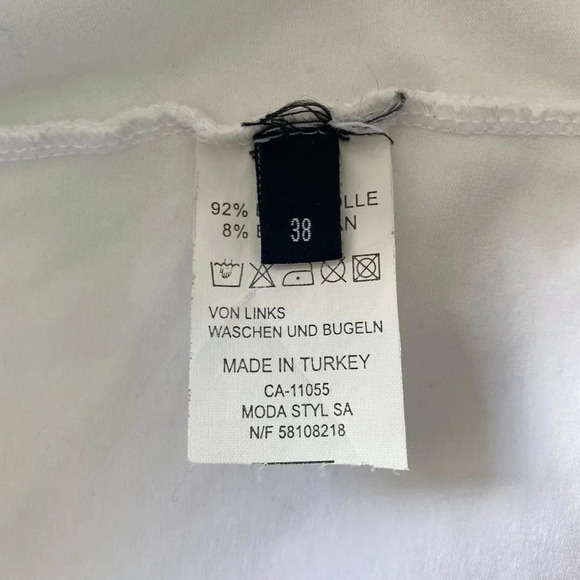 92%
8%
38
VON LINKS
WASCHEN UND BUGELN
MADE IN TURKEY
CA-11055
MODA STYL SA
N/F 58108218